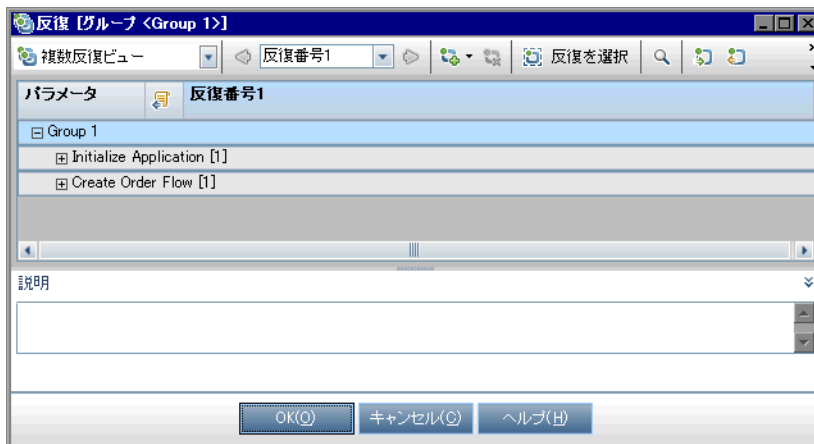 反復 [グループ <Group 1>]
複数反復ビュー 反復番号1 反復を選択
パラメータ 反復番号1
Group 1
Initialize Application [1]
Create Order Flow [1]
説明
OK(O) キャンセル(C) ヘルプ(H)